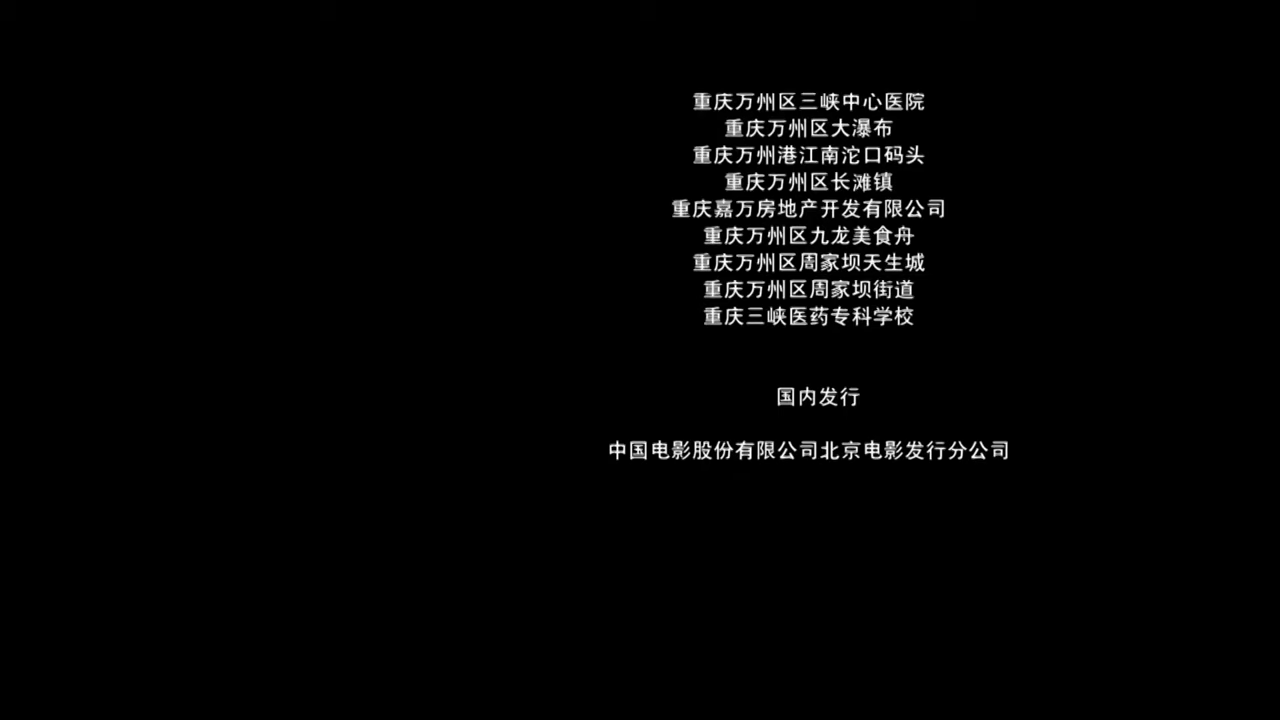 重庆万州区三峡中心医院
重庆万州区大瀑布
重庆万州港江南沱口码头
重庆万州区长滩镇
重庆嘉万房地产开发有限公司
重庆万州区九龙美食舟
重庆万州区周家坝天生城
重庆万州区周家坝街道
重庆三峡医药专科学校
国内发行
中国电影股份有限公司北京电影发行分公司